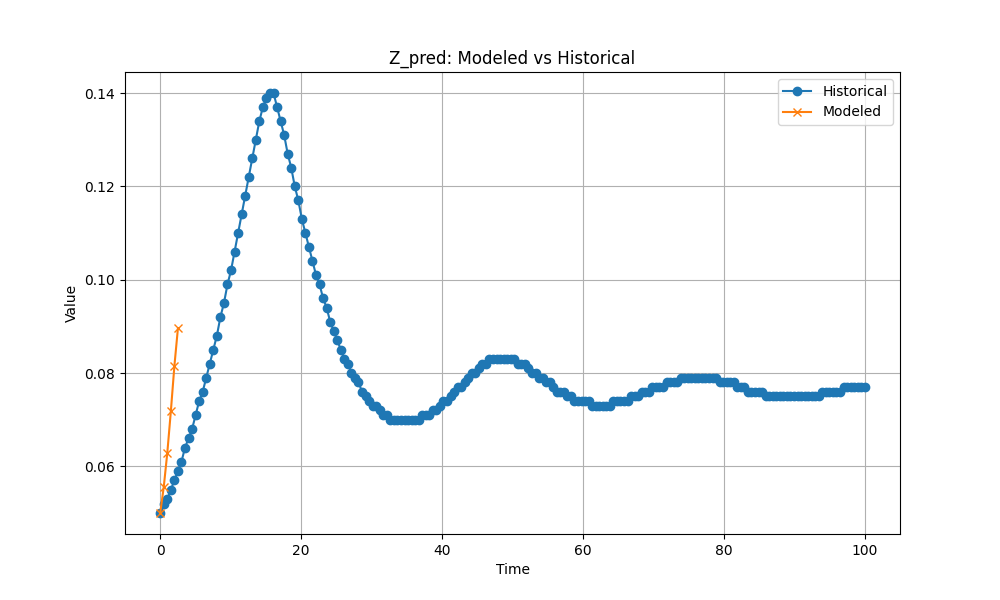 Z_pred: Modeled vs Historical
Historical
Modeled
0.14
0.12
0.10
0.08
0.06
Value
0
20
40
60
80
100
Time